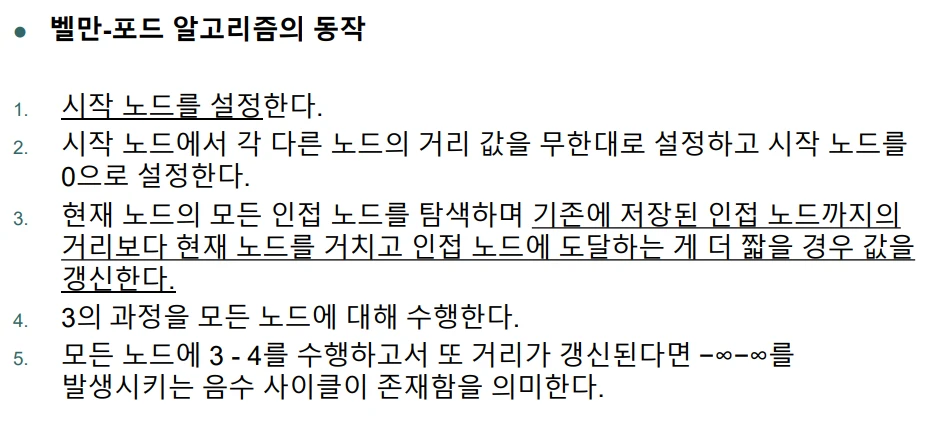 ● 벨만-포드 알고리즘의 동작
1. 시작 노드를 설정한다.
2. 시작 노드에서 각 다른 노드의 거리 값을 무한대로 설정하고 시작 노드를
0으로 설정한다.
3. 현재 노드의 모든 인접 노드를 탐색하며 기존에 저장된 인접 노드까지의
거리보다 현재 노드를 거치고 인접 노드에 도달하는 게 더 짧을 경우 값을
갱신한다.
4. 3의 과정을 모든 노드에 대해 수행한다.
5. 모든 노드에 3 - 4를 수행하고서 또 거리가 갱신된다면 −∞−∞를
발생시키는 음수 사이클이 존재함을 의미한다.